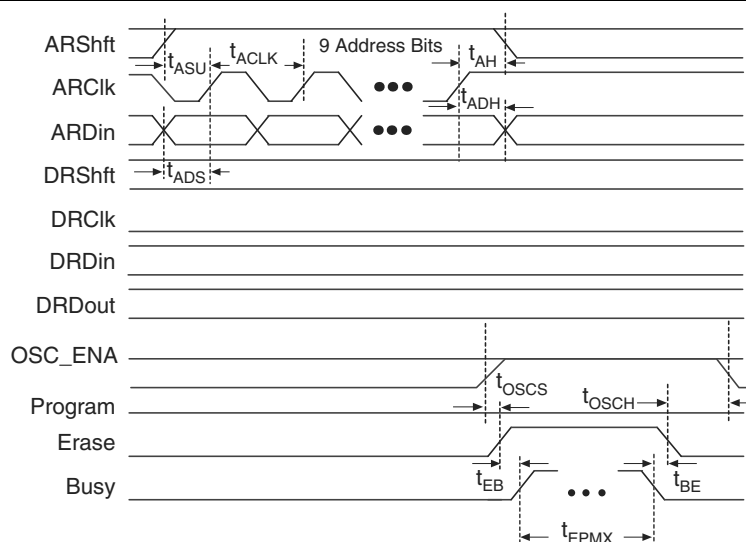 ARShft
9 Address Bits
tASU
tACLK
tAH
ARClk
tADH
ARDin
tADS
DRShft
DRClk
DRDin
DRDout
OSC_ENA
tOSCS
tOSCH
Program
Erase
tEB
tBE
Busy
tEPMX